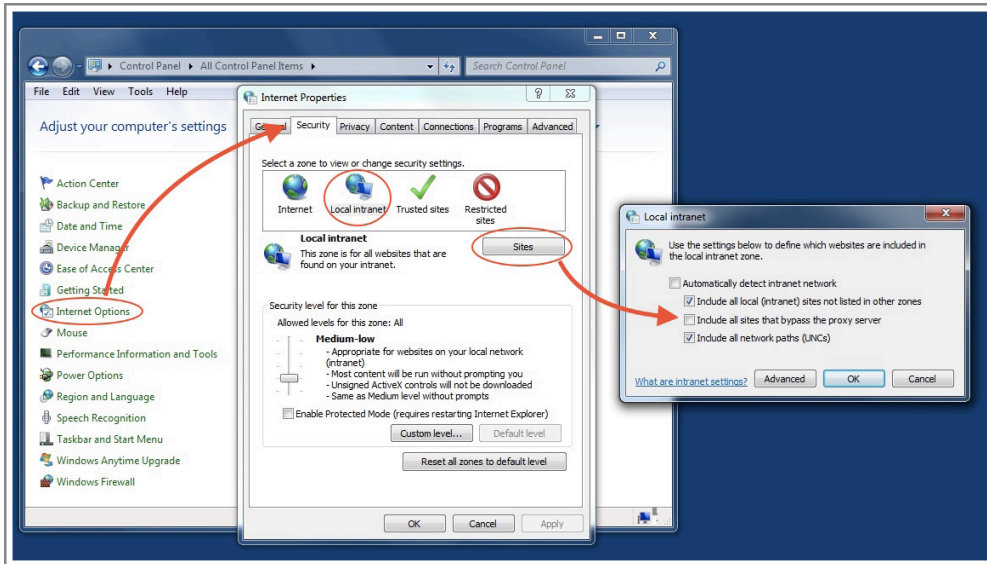 Control Panel ▸ All Control Panel Items ▸
Search Control Panel
File Edit View Tools Help
Adjust your computer's settings
Action Center
Backup and Restore
Date and Time
Device Manager
Ease of Access Center
Getting Started
Internet Options
Mouse
Performance Information and Tools
Power Options
Region and Language
Speech Recognition
Taskbar and Start Menu
Windows Anytime Upgrade
Windows Firewall
Internet Properties
General Security Privacy Content Connections Programs Advanced
Select a zone to view or change security settings.
Internet
Local intranet
Trusted sites
Restricted
sites
Local intranet
This zone is for all websites that are
found on your intranet.
Sites
Security level for this zone
Allowed levels for this zone: All
Medium-low
- Appropriate for websites on your local network
(intranet)
- Most content will be run without prompting you
- Unsigned ActiveX controls will not be downloaded
- Same as Medium level without prompts
Enable Protected Mode (requires restarting Internet Explorer)
Custom level... Default level
Reset all zones to default level
OK Cancel Apply
Local intranet
Use the settings below to define which websites are included in
the local intranet zone.
Automatically detect intranet network
Include all local (intranet) sites not listed in other zones
Include all sites that bypass the proxy server
Include all network paths (UNCs)
What are intranet settings? Advanced OK Cancel